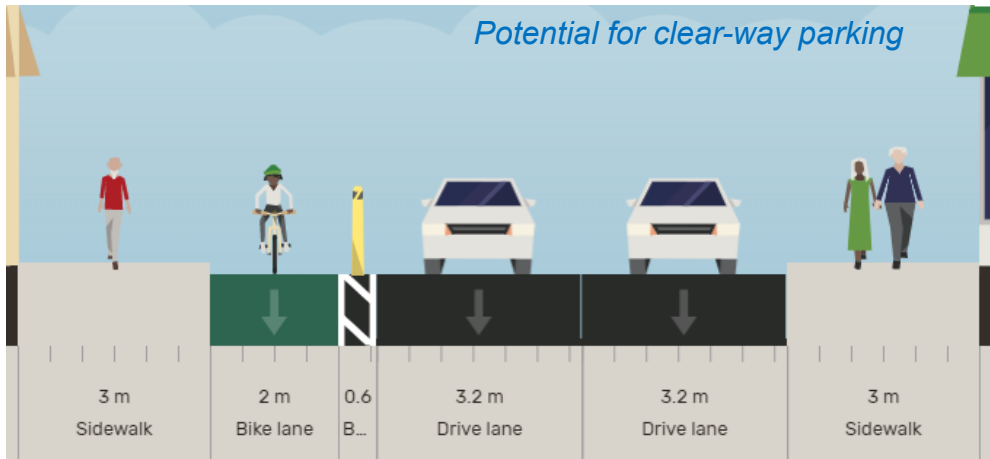 Potential for clear-way parking
3 m 2 m 0.6 3.2 m 3.2 m 3 m
Sidewalk Bike lane B... Drive lane Drive lane Sidewalk